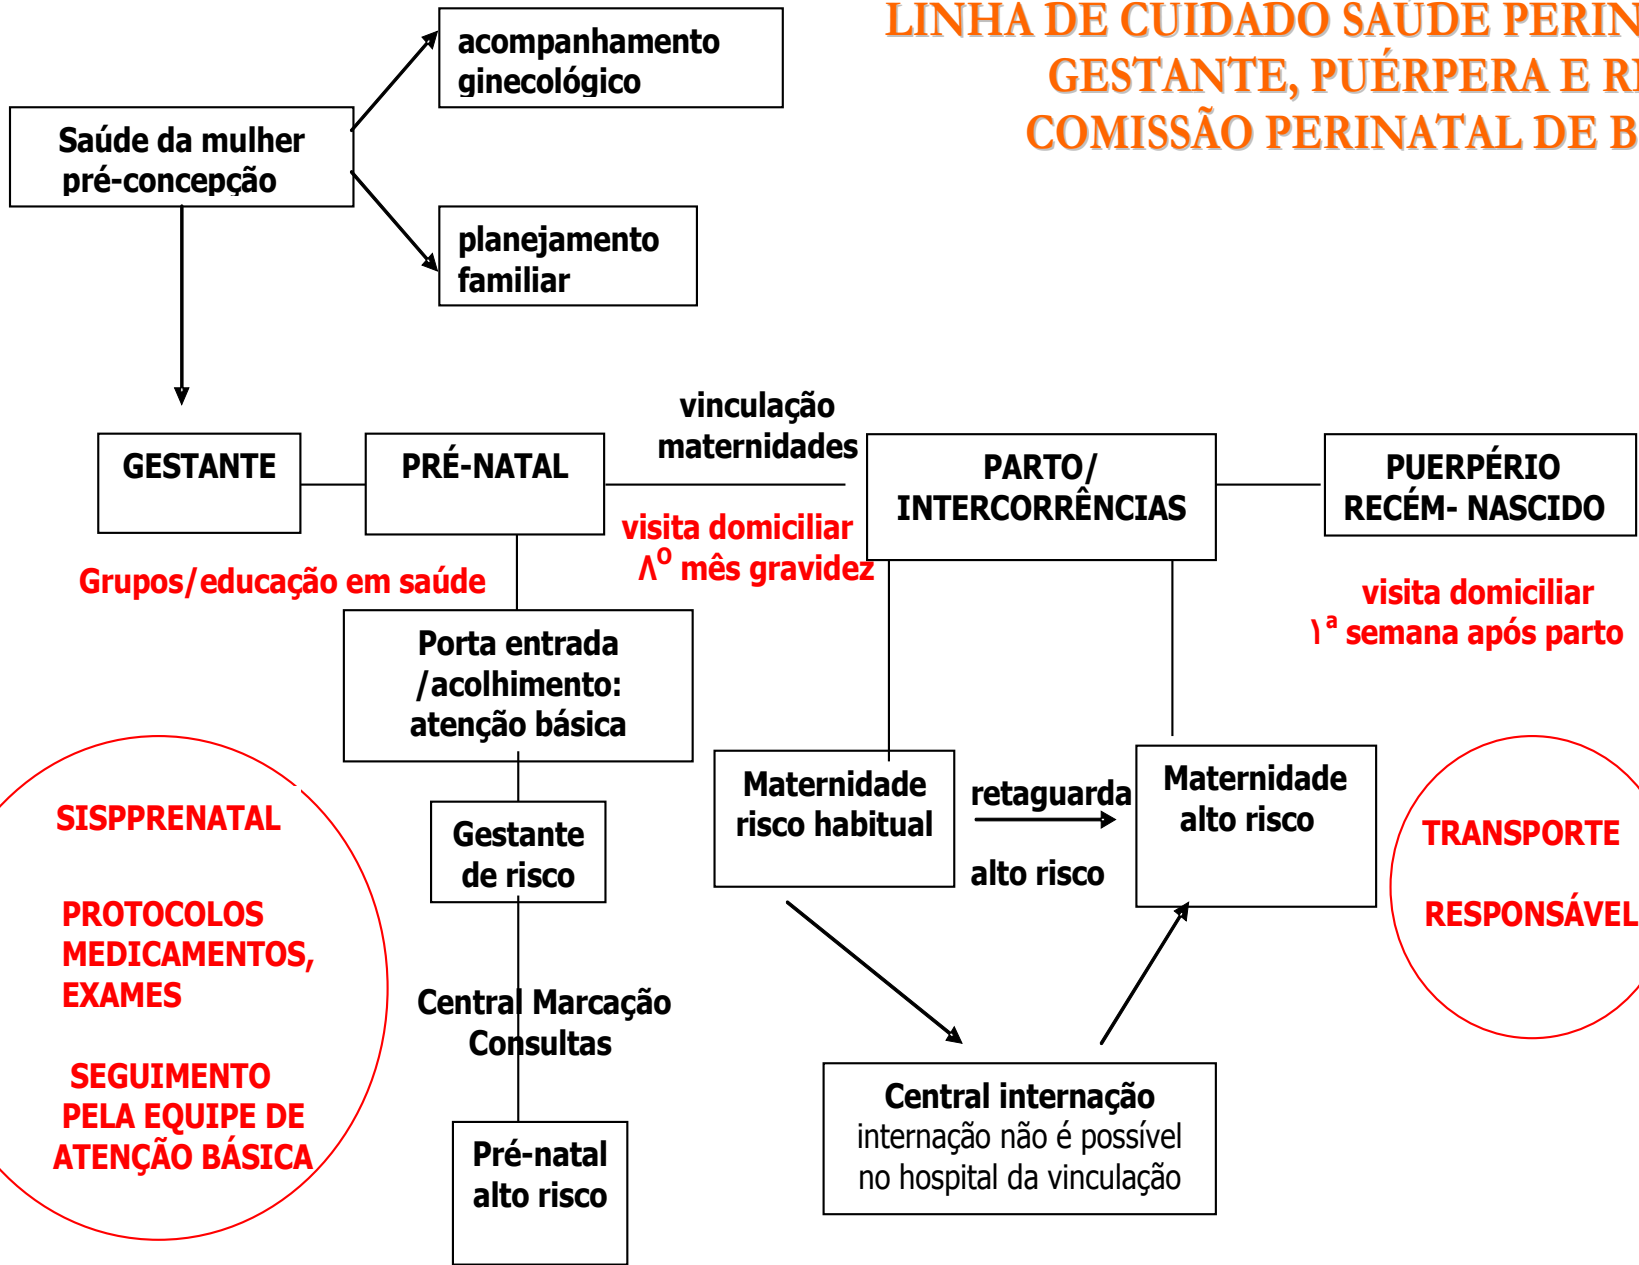 LINHA DE CUIDADO SAÚDE PERIN
GESTANTE, PUÉRPERA E R
COMISSÃO PERINATAL DE B
acompanhamento
ginecológico
Saúde da mulher
pré-concepção
planejamento
familiar
vinculação
maternidades
GESTANTE
PRÉ-NATAL
PARTO/
INTERCORRÊNCIAS
PUERPÉRIO
RECÉM- NASCIDO
visita domiciliar
٨º mês gravidez
Grupos/educação em saúde
visita domiciliar
١ª semana após parto
Porta entrada
/acolhimento:
atenção básica
Maternidade
risco habitual
retaguarda
alto risco
Maternidade
alto risco
SISPPRENATAL
PROTOCOLOS
MEDICAMENTOS,
EXAMES
SEGUIMENTO
PELA EQUIPE DE
ATENÇÃO BÁSICA
Gestante
de risco
TRANSPORTE
RESPONSÁVEL
Central Marcação
Consultas
Pré-natal
alto risco
Central internação
internação não é possível
no hospital da vinculação